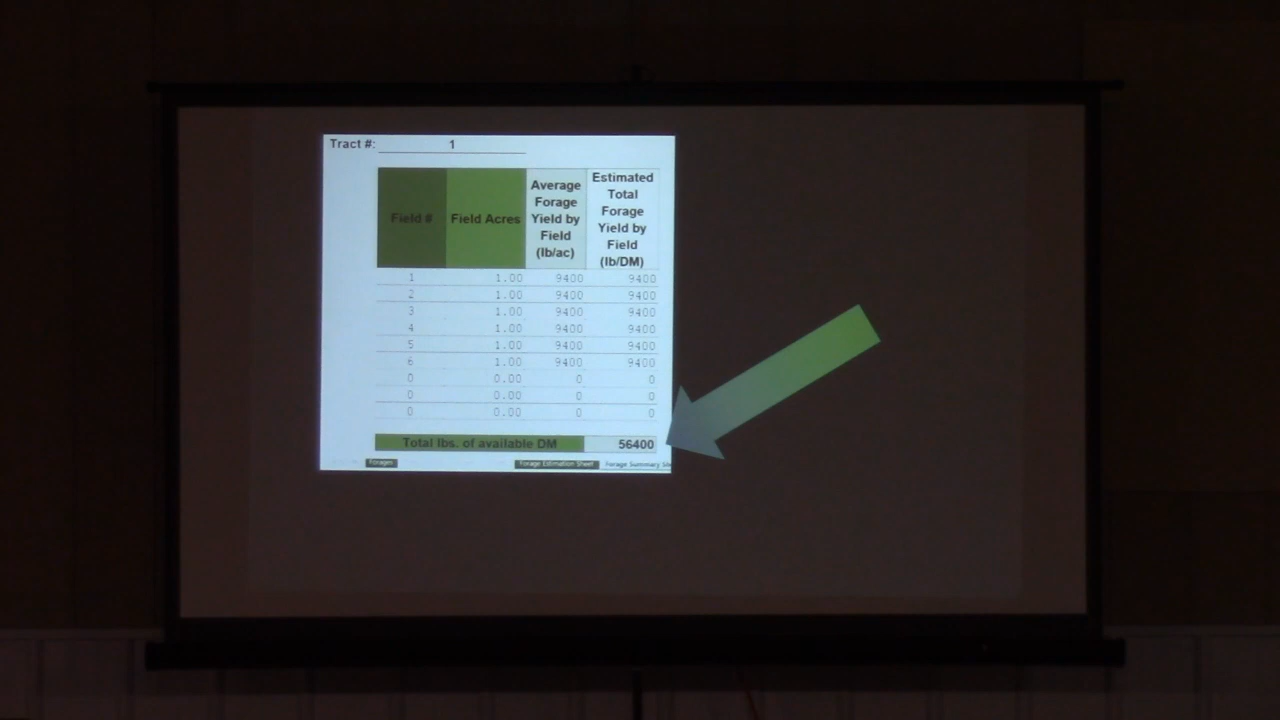 Tract #: 1
Field # Field Acres Average Forage Yield by Field (lb/ac) Estimated Total Forage Yield by Field (lb/DM)
1 1.00 9400 9400
2 1.00 9400 9400
3 1.00 9400 9400
4 1.00 9400 9400
5 1.00 9400 9400
6 1.00 9400 9400
0 0.00 0 0
0 0.00 0 0
0 0.00 0 0
Total lbs. of available DM 56400
Forages Forage Estimation Sheet Forage Summary She